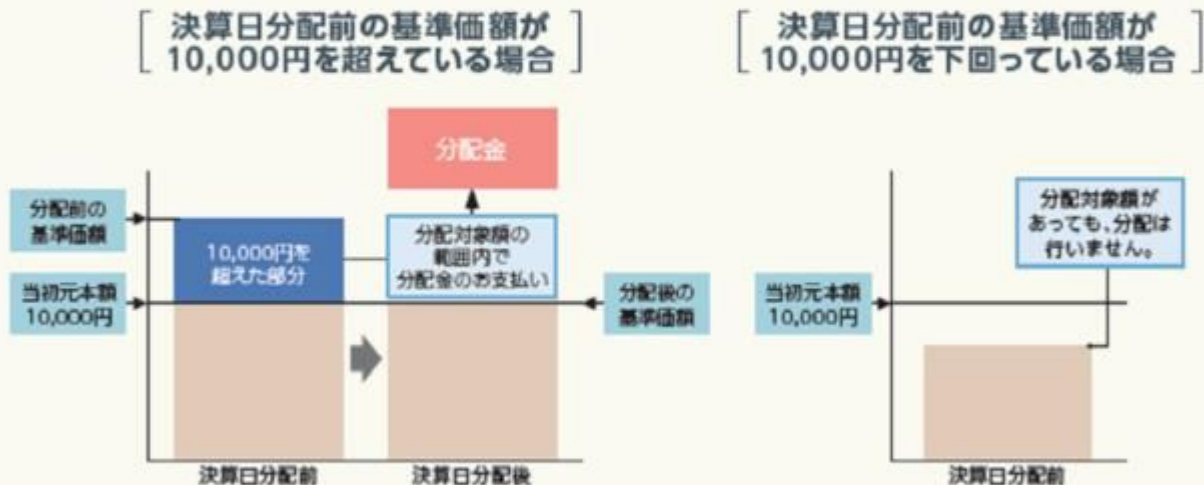 決算日分配前の基準価額が
10,000円を超えている場合
分配金
分配前の
基準価額
10,000円を
超えた部分
分配対象額の
範囲内で
分配金のお支払い
当初元本額
10,000円
分配後の
基準価額
決算日分配前
決算日分配後
決算日分配前の基準価額が
10,000円を下回っている場合
分配対象額が
あっても、分配は
行いません。
当初元本額
10,000円
決算日分配前